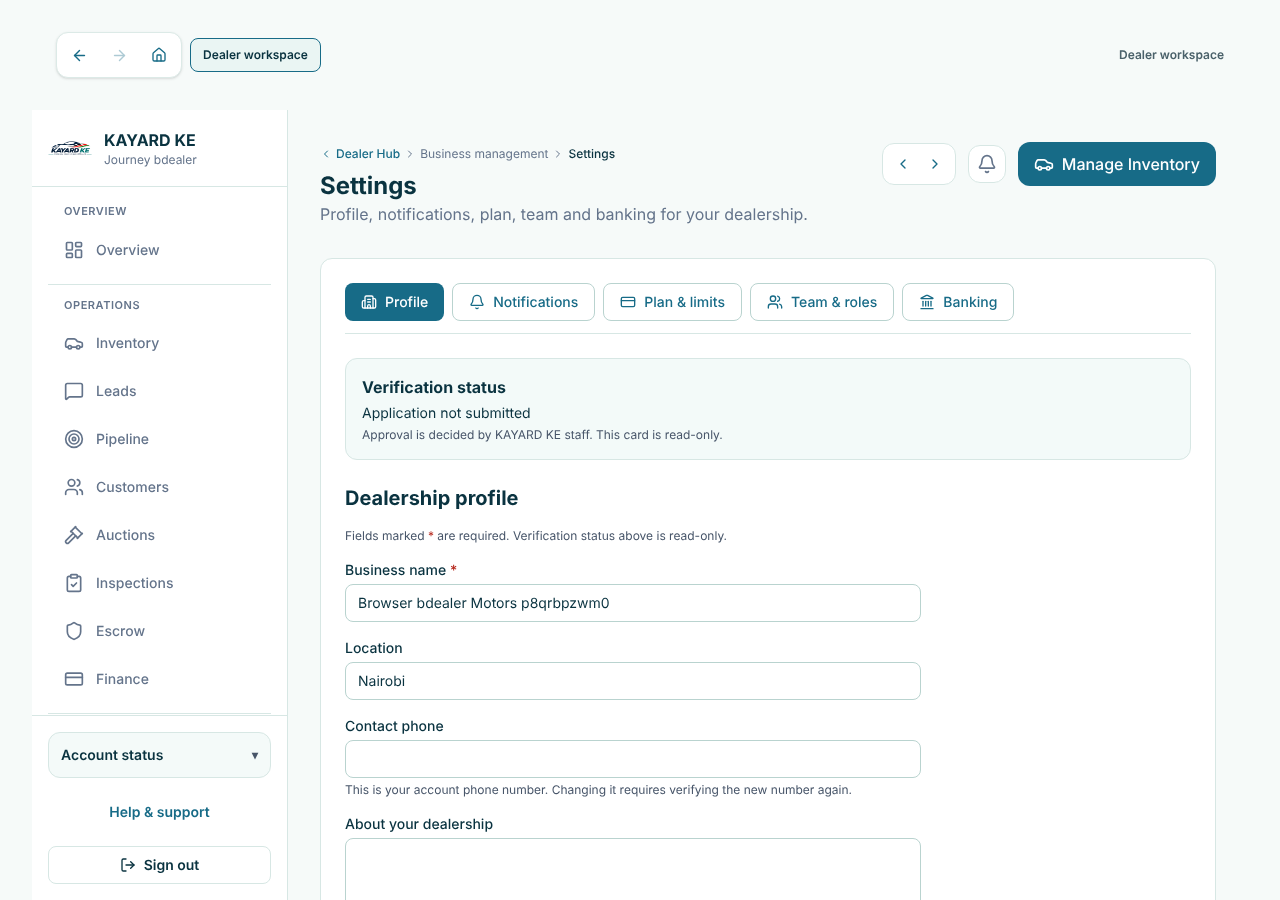 Dealer workspace
Dealer workspace
KAYARD KE
KAYARD KE
Journey bdealer
OVERVIEW
Overview
OPERATIONS
Inventory
Leads
Pipeline
Customers
Auctions
Inspections
Escrow
Finance
Account status
Help & support
Sign out
Dealer Hub > Business management > Settings
Settings
Profile, notifications, plan, team and banking for your dealership.
Manage Inventory
Profile
Notifications
Plan & limits
Team & roles
Banking
Verification status
Application not submitted
Approval is decided by KAYARD KE staff. This card is read-only.
Dealership profile
Fields marked * are required. Verification status above is read-only.
Business name *
Browser bdealer Motors p8qrbpzwm0
Location
Nairobi
Contact phone
This is your account phone number. Changing it requires verifying the new number again.
About your dealership